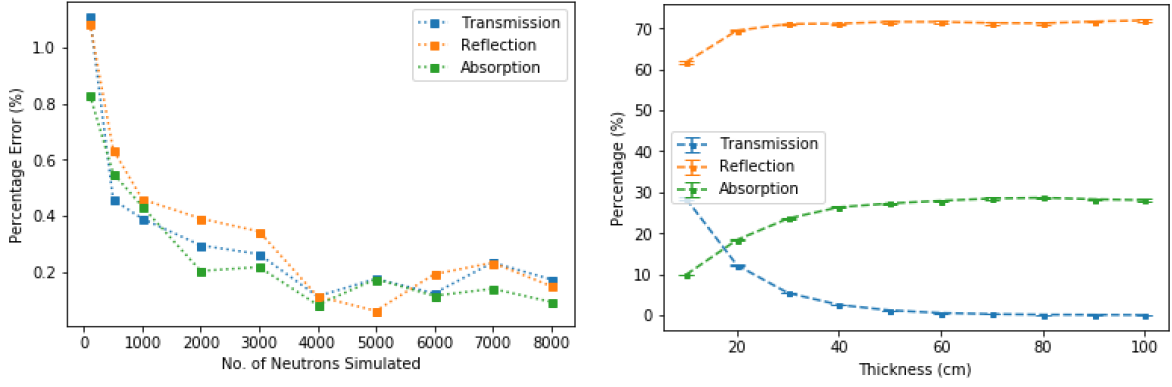 Percentage Error (%)
1.0
0.8
0.6
0.4
0.2
Transmission
Reflection
Absorption
0 1000 2000 3000 4000 5000 6000 7000 8000
No. of Neutrons Simulated
Percentage (%)
70
60
50
40
30
20
10
0
Transmission
Reflection
Absorption
20 40 60 80 100
Thickness (cm)